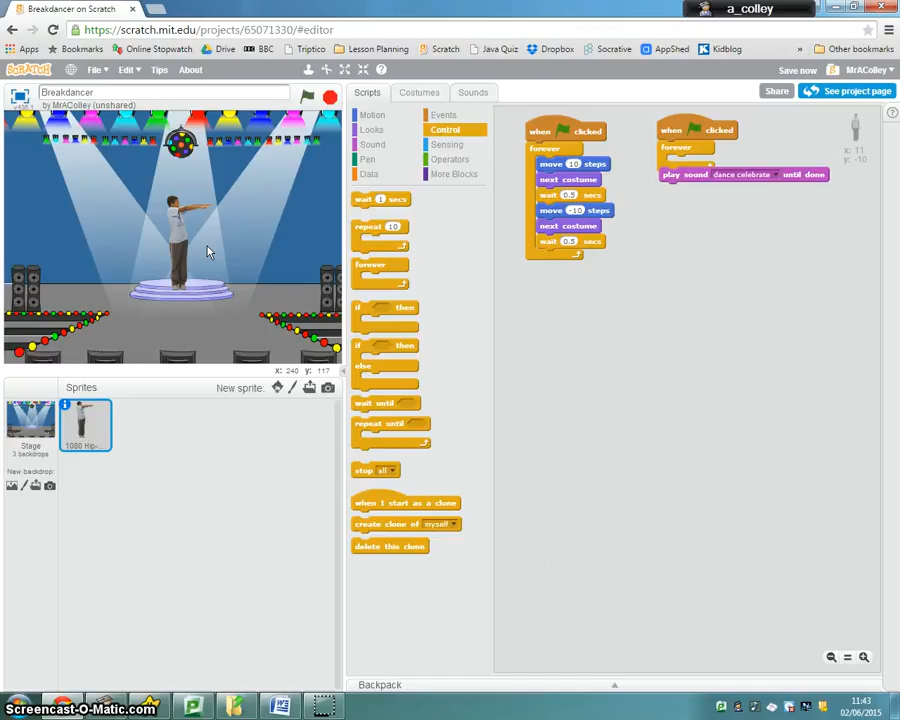 Breakdancer on Scratch
a_colley
https://scratch.mit.edu/projects/65071330/#editor
Apps Bookmarks Online Stopwatch Drive BBC Triptico Lesson Planning Scratch Java Quiz Dropbox Socrative AppShed Kidblog Other bookmarks
SCRATCH File Edit Tips About Save now MrAColley
Breakdancer
by MrAColley (unshared)
Scripts Costumes Sounds Share See project page
Motion Events
Looks Control
Sound Sensing
Pen Operators
Data More Blocks
wait 1 secs
repeat 10
forever
if then
if then
else
wait until
repeat until
stop all
when I start as a clone
create clone of myself
delete this clone
when clicked
forever
move 10 steps
next costume
wait 0.5 secs
move -10 steps
next costume
wait 0.5 secs
when clicked
forever
play sound dance celebrate until done
x: 11
y: -10
x: 240 y: 117
Sprites New sprite:
Stage
3 backdrops
New backdrop:
1080 Hip-
Backpack
Screencast-O-Matic.com
11:43
02/06/2015